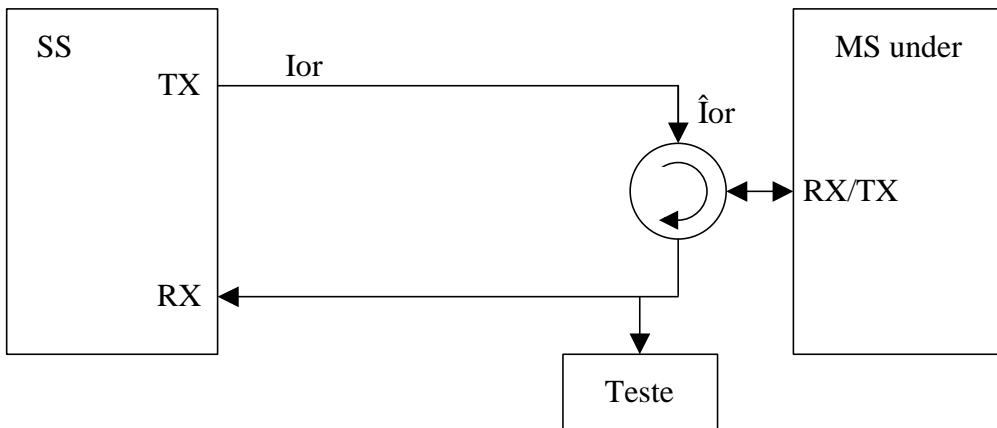 SS
MS under
TX
Ior
Îor
RX/TX
RX
Teste